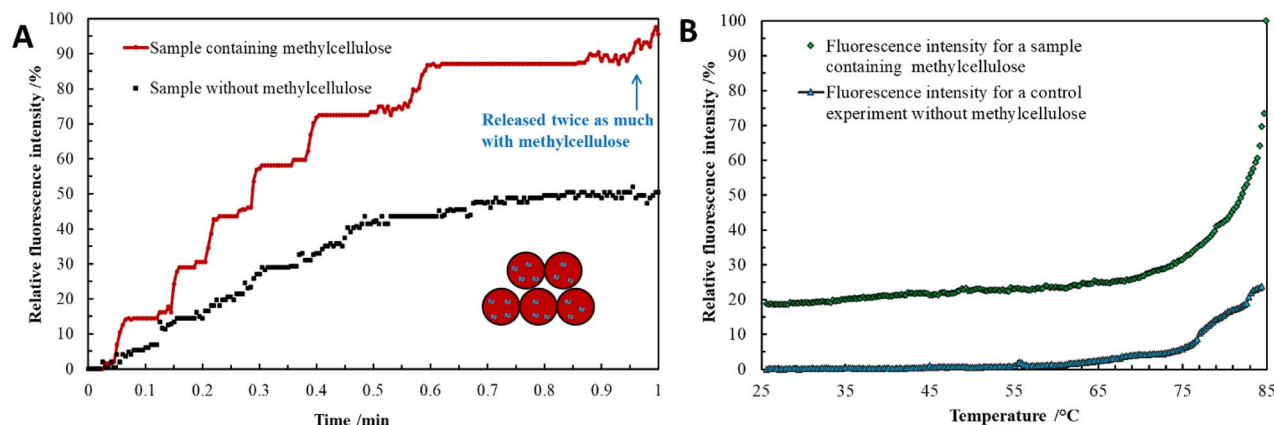 A
Relative fluorescence intensity /%
100
90
80
70
60
50
40
30
20
10
0
Sample containing methylcellulose
Sample without methylcellulose
Released twice as much
with methylcellulose
0 0.1 0.2 0.3 0.4 0.5 0.6 0.7 0.8 0.9 1
Time /min
B
Relative fluorescence intensity /%
100
90
80
70
60
50
40
30
20
10
0
Fluorescence intensity for a sample
containing methylcellulose
Fluorescence intensity for a control
experiment without methylcellulose
25 35 45 55 65 75 85
Temperature /°C